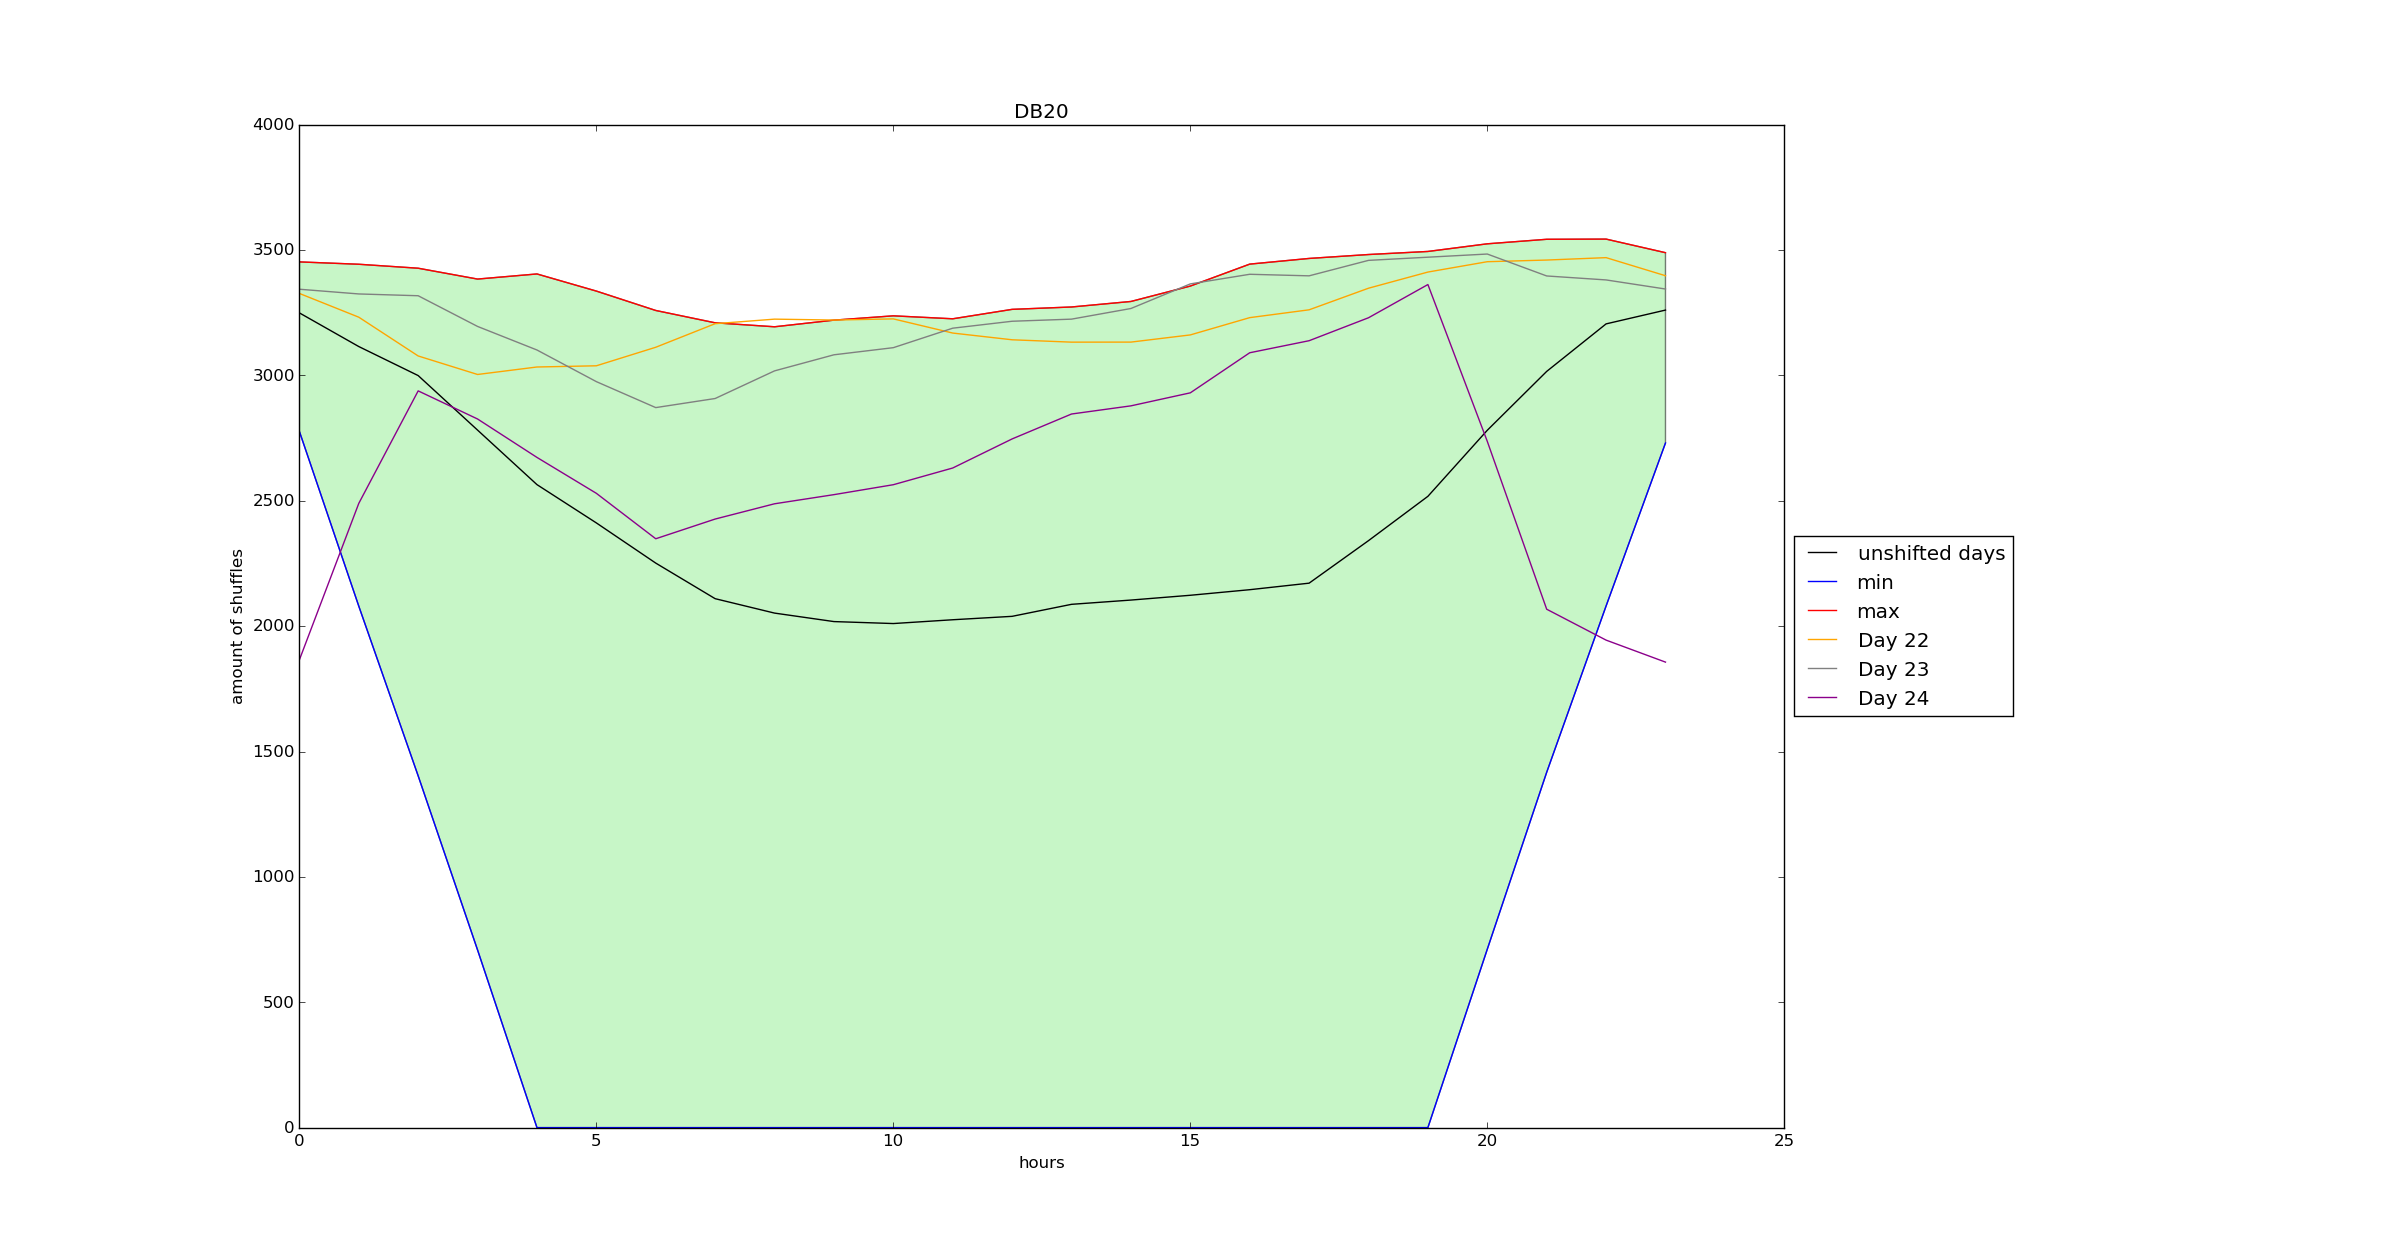 DB20
4000
3500
3000
2500
2000
1500
1000
500
0
amount of shuffles
0 5 10 15 20 25
hours
unshifted days
min
max
Day 22
Day 23
Day 24